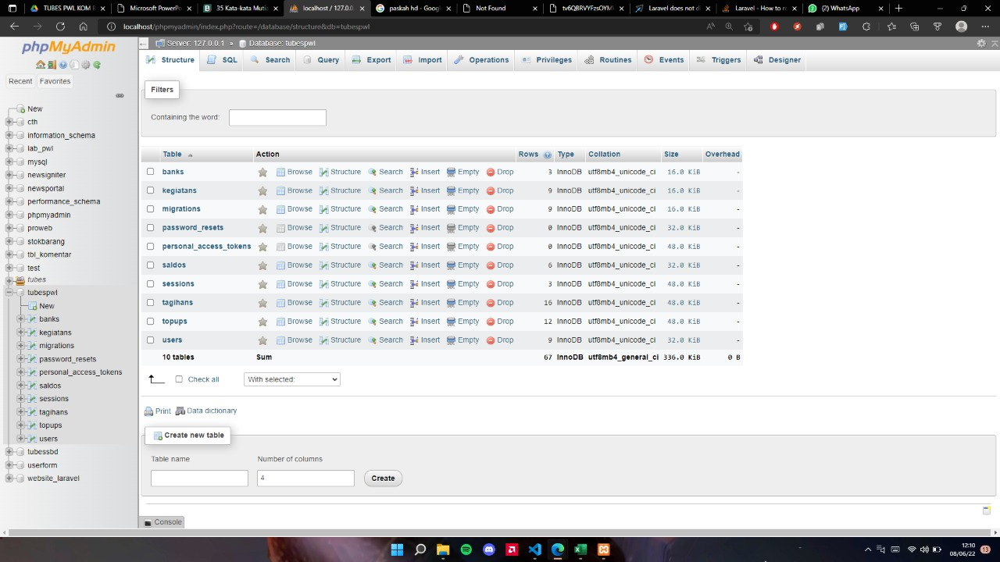 TUBES PWL KOM B
Microsoft PowerPo
35 Kata-kata Mutia
localhost / 127.0.0
paskah hd - Googl
Not Found
tv6QBRVYFzsOYMV
Laravel does not d
Laravel - How to r
(2) WhatsApp
localhost/phpmyadmin/index.php?route=/database/structure&db=tubespwl
phpMyAdmin
Recent Favorites
New
cth
information_schema
lab_pwl
mysql
newsigniter
newsportal
performance_schema
phpmyadmin
proweb
stokbarang
tbl_komentar
test
tubes
tubespwl
New
banks
kegiatans
migrations
password_resets
personal_access_tokens
saldos
sessions
tagihans
topups
users
tubessbd
userform
website_laravel
Server: 127.0.0.1 » Database: tubespwl
Structure SQL Search Query Export Import Operations Privileges Routines Events Triggers Designer
Filters
Containing the word:
Table Action Rows Type Collation Size Overhead
banks Browse Structure Search Insert Empty Drop 3 InnoDB utf8mb4_unicode_ci 16.0 KiB -
kegiatans Browse Structure Search Insert Empty Drop 9 InnoDB utf8mb4_unicode_ci 16.0 KiB -
migrations Browse Structure Search Insert Empty Drop 9 InnoDB utf8mb4_unicode_ci 16.0 KiB -
password_resets Browse Structure Search Insert Empty Drop 0 InnoDB utf8mb4_unicode_ci 32.0 KiB -
personal_access_tokens Browse Structure Search Insert Empty Drop 0 InnoDB utf8mb4_unicode_ci 48.0 KiB -
saldos Browse Structure Search Insert Empty Drop 6 InnoDB utf8mb4_unicode_ci 32.0 KiB -
sessions Browse Structure Search Insert Empty Drop 3 InnoDB utf8mb4_unicode_ci 48.0 KiB -
tagihans Browse Structure Search Insert Empty Drop 16 InnoDB utf8mb4_unicode_ci 48.0 KiB -
topups Browse Structure Search Insert Empty Drop 12 InnoDB utf8mb4_unicode_ci 48.0 KiB -
users Browse Structure Search Insert Empty Drop 9 InnoDB utf8mb4_unicode_ci 32.0 KiB -
10 tables Sum 67 InnoDB utf8mb4_general_ci 336.0 KiB 0 B
Check all With selected:
Print Data dictionary
Create new table
Table name Number of columns
4 Create
Console
12:10
08/05/22
13